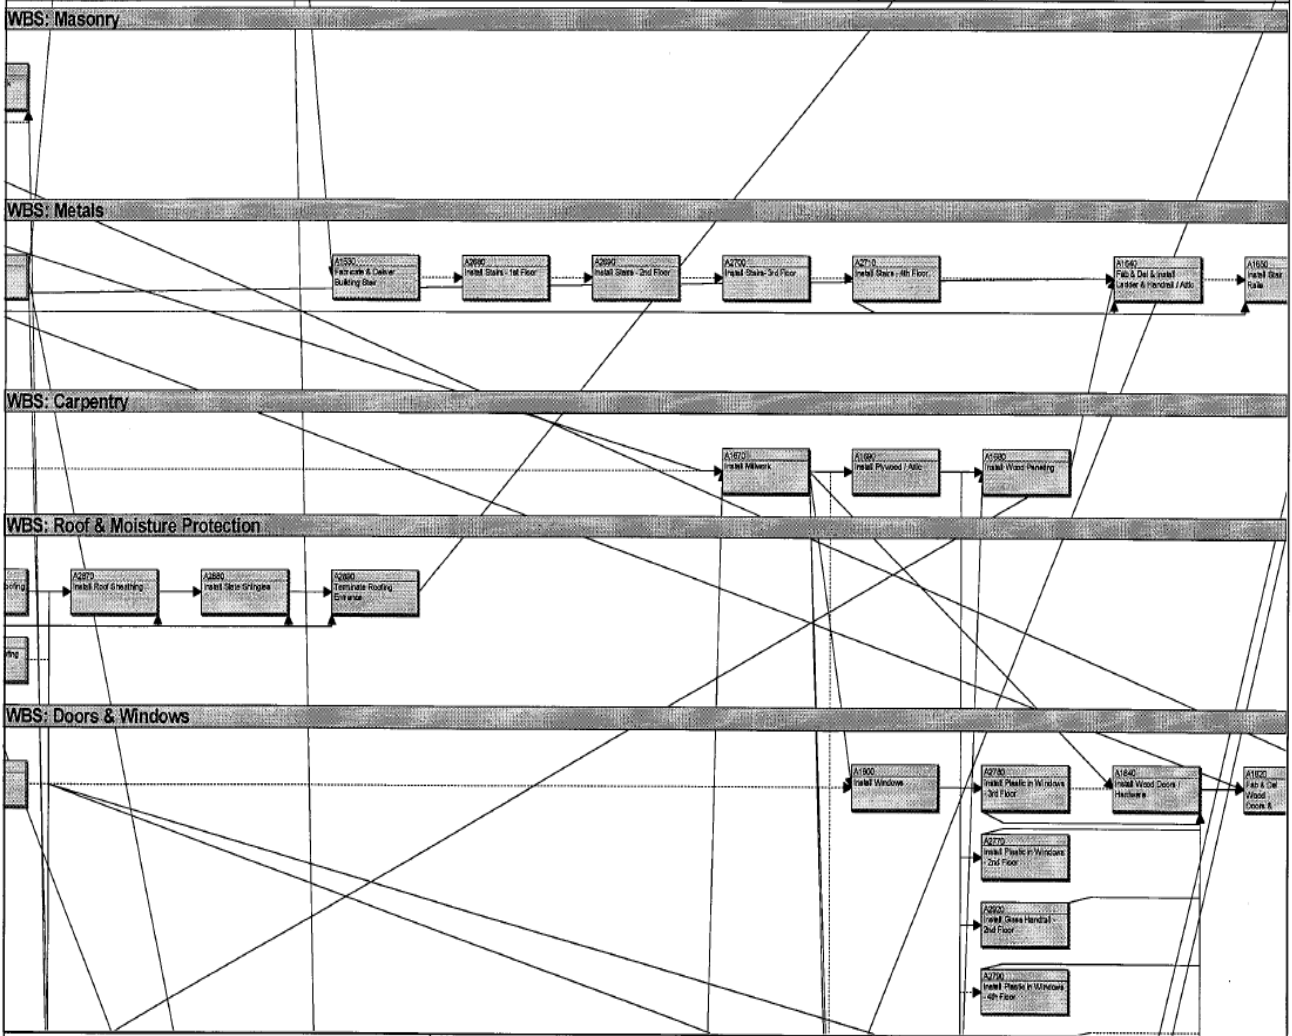 WBS: Masonry
WBS: Metals
A1530
Fabricate & Deliver
Building Stair
A2680
Install Stairs - 1st Floor
A2690
Install Stairs - 2nd Floor
A2700
Install Stairs- 3rd Floor
A2710
Install Stairs - 4th Floor
A1640
Fab & Del & Install
Ladder & Handrail / Attic
A1650
Install Stair
Rails
WBS: Carpentry
A1670
Install Millwork
A1690
Install Plywood / Attic
A1680
Install Wood Paneling
WBS: Roof & Moisture Protection
A2870
Install Roof Sheathing
A2880
Install Slate Shingles
A2890
Terminate Roofing
Entrance
WBS: Doors & Windows
A1800
Install Windows
A2780
Install Plastic in Windows
- 3rd Floor
A1840
Install Wood Doors /
Hardware
A1820
Fab & Del
Wood
Doors &
A2770
Install Plastic in Windows
- 2nd Floor
A2920
Install Glass Handrail -
2nd Floor
A2790
Install Plastic in Windows
- 4th Floor